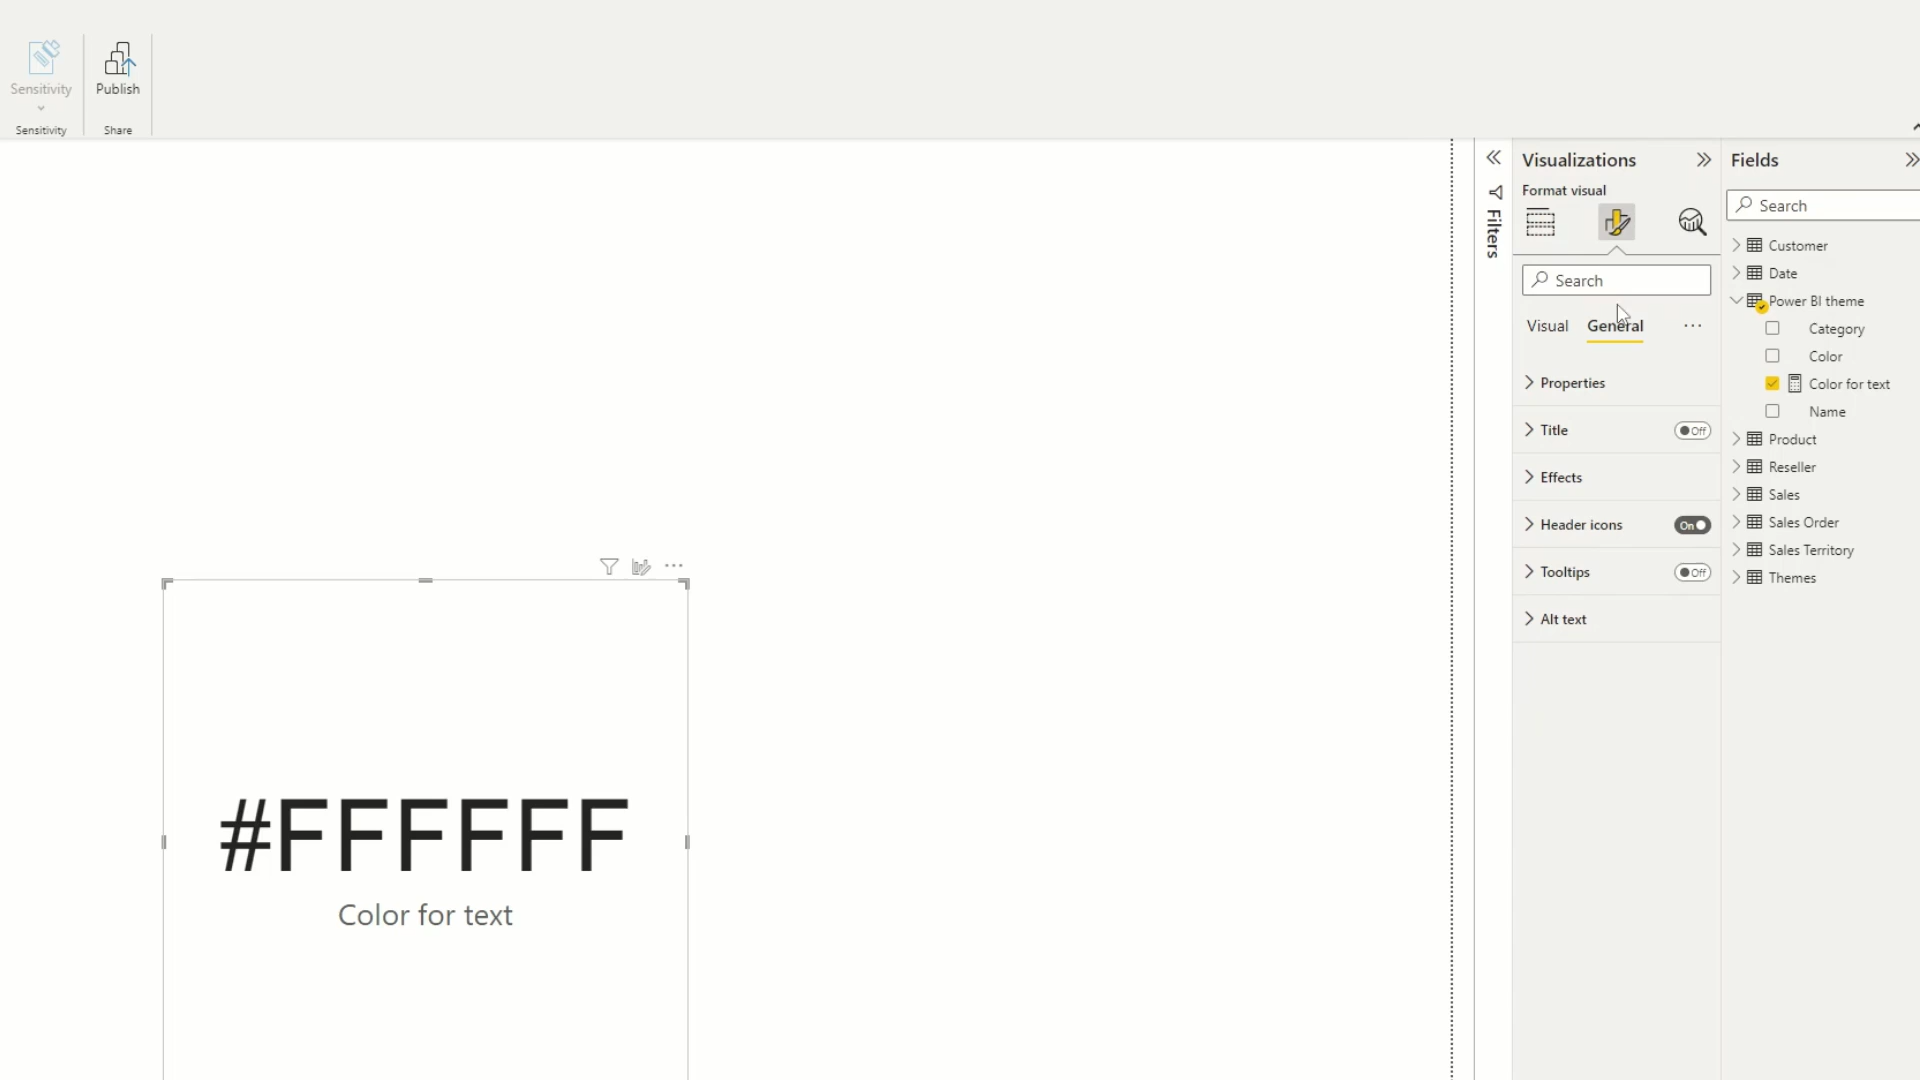 Sensitivity
Publish
Sensitivity
Share
Filters
Visualizations
Format visual
Search
Visual
General
Properties
Title
Off
Effects
Header icons
On
Tooltips
Off
Alt text
Fields
Search
Customer
Date
Power BI theme
Category
Color
Color for text
Name
Product
Reseller
Sales
Sales Order
Sales Territory
Themes
#FFFFFF
Color for text